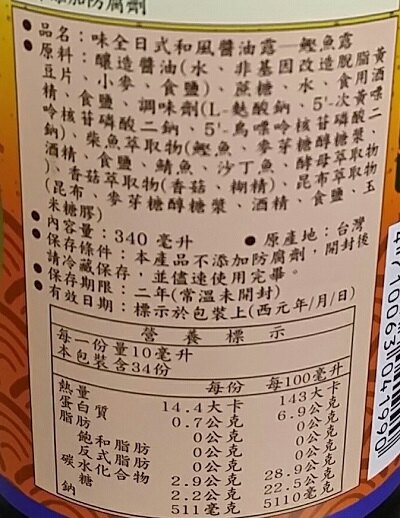 添加防腐劑
●品名：味全日式和風醬油露─鰹魚露
●原料：釀造醬油(水、非基因改造脫脂黃
豆片、小麥、食鹽)、蔗糖、水、食用酒
精、食鹽、調味劑(L-麩酸鈉、5'-次黃嘌
呤核苷磷酸二鈉、5'-鳥嘌呤核苷磷酸二
鈉)、柴魚萃取物(鰹魚、麥芽糖醇糖漿、
酒精、食鹽、鯖魚、沙丁魚、酵母萃取物
)、香菇萃取物(香菇、糊精)、昆布萃取物
(昆布、麥芽糖醇糖漿、酒精、食鹽、玉
米糖膠)
●內容量：340 毫升 ●原產地：台灣
●保存條件：本產品不添加防腐劑，開封後
請冷藏保存，並儘速使用完畢。
●保存期限：二年(常溫未開封)
●有效日期：標示於包裝上(西元年/月/日)
營養標示
每一份量10毫升
本包裝含34份
每份 每100毫升
熱量 14.4大卡 143大卡
蛋白質 0.7公克 6.9公克
脂肪 0公克 0公克
飽和脂肪 0公克 0公克
反式脂肪 0公克 0公克
碳水化合物 2.9公克 28.9公克
糖 2.2公克 22.5公克
鈉 511毫克 5110毫克
4710063041990